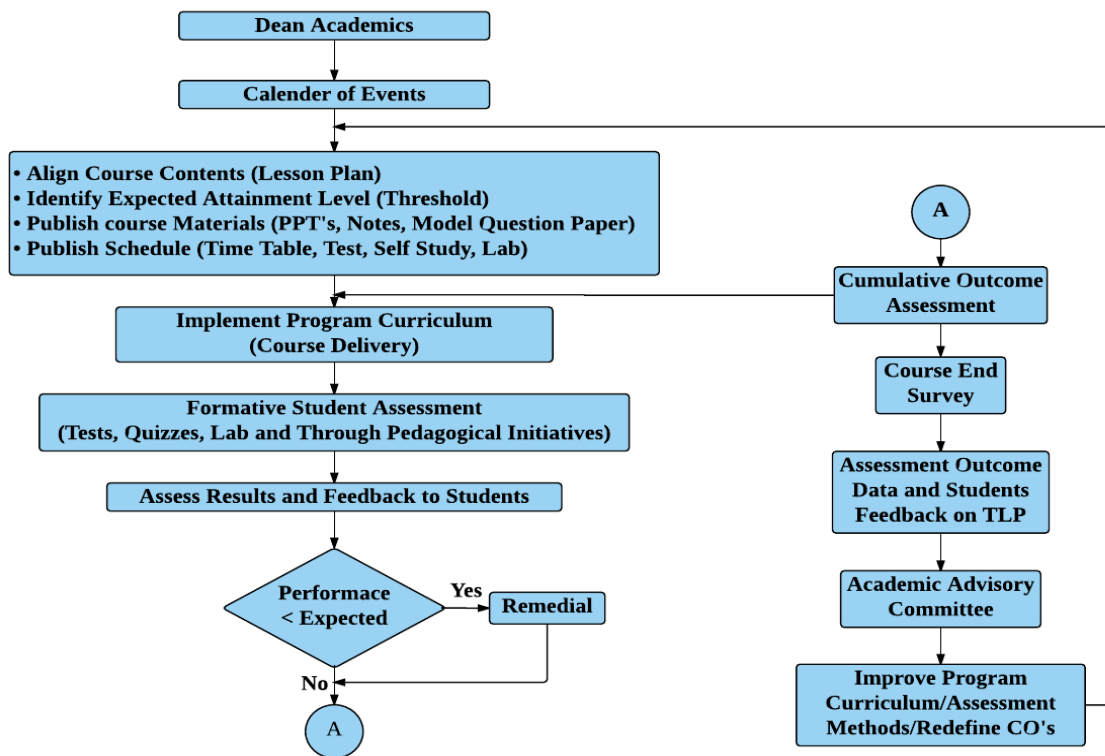 Dean Academics
Calender of Events
• Align Course Contents (Lesson Plan)
• Identify Expected Attainment Level (Threshold)
• Publish course Materials (PPT's, Notes, Model Question Paper)
• Publish Schedule (Time Table, Test, Self Study, Lab)
Implement Program Curriculum
(Course Delivery)
Formative Student Assessment
(Tests, Quizzes, Lab and Through Pedagogical Initiatives)
Assess Results and Feedback to Students
Performace
< Expected
Yes
Remedial
No
A
A
Cumulative Outcome
Assessment
Course End
Survey
Assessment Outcome
Data and Students
Feedback on TLP
Academic Advisory
Committee
Improve Program
Curriculum/Assessment
Methods/Redefine CO's